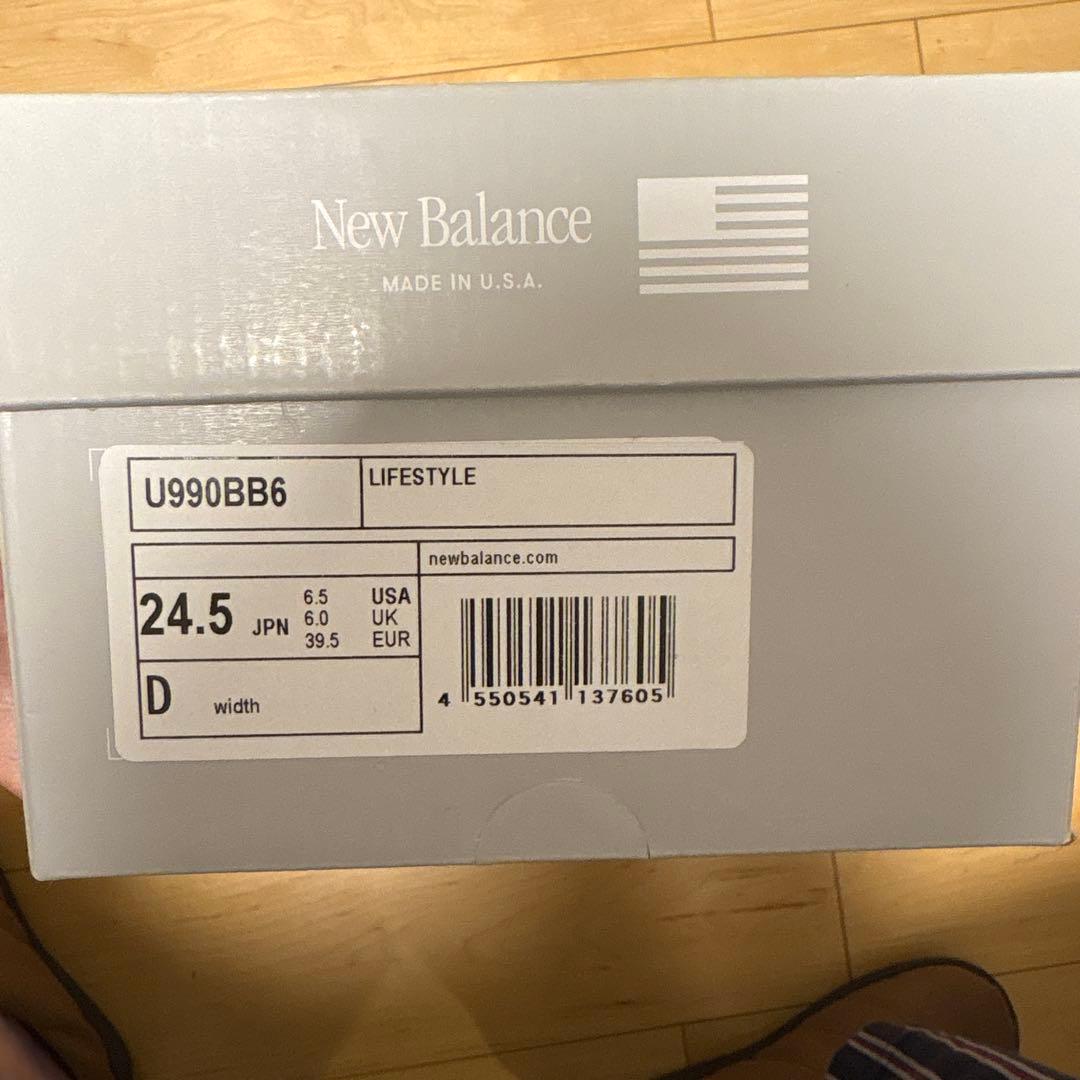 New Balance
MADE IN U.S.A.
U990BB6
LIFESTYLE
newbalance.com
24.5 JPN
6.5 USA
6.0 UK
39.5 EUR
D width
4 550541 137605